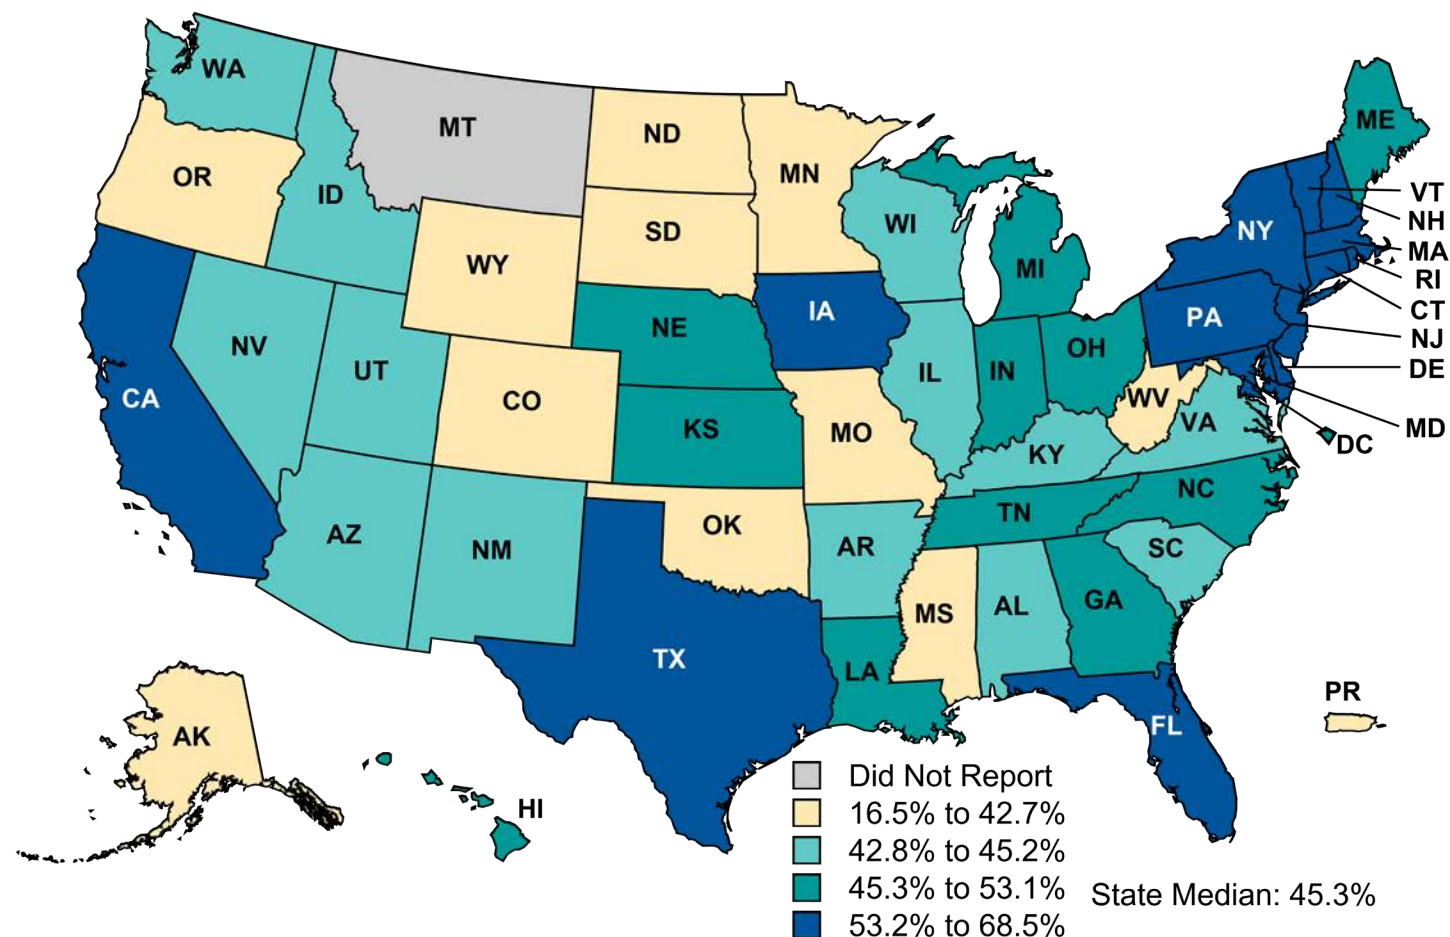 WA
MT
ME
ND
OR
MN
ID
VT
WI
NH
SD
NY
MA
WY
MI
RI
CT
IA
PA
NE
NJ
NV
OH
UT
IL
IN
DE
CO
CA
WV
KS
VA
MD
MO
DC
KY
NC
TN
OK
AZ
AR
SC
NM
GA
AL
MS
TX
LA
PR
FL
AK
HI
Did Not Report
16.5% to 42.7%
42.8% to 45.2%
45.3% to 53.1%
State Median: 45.3%
53.2% to 68.5%